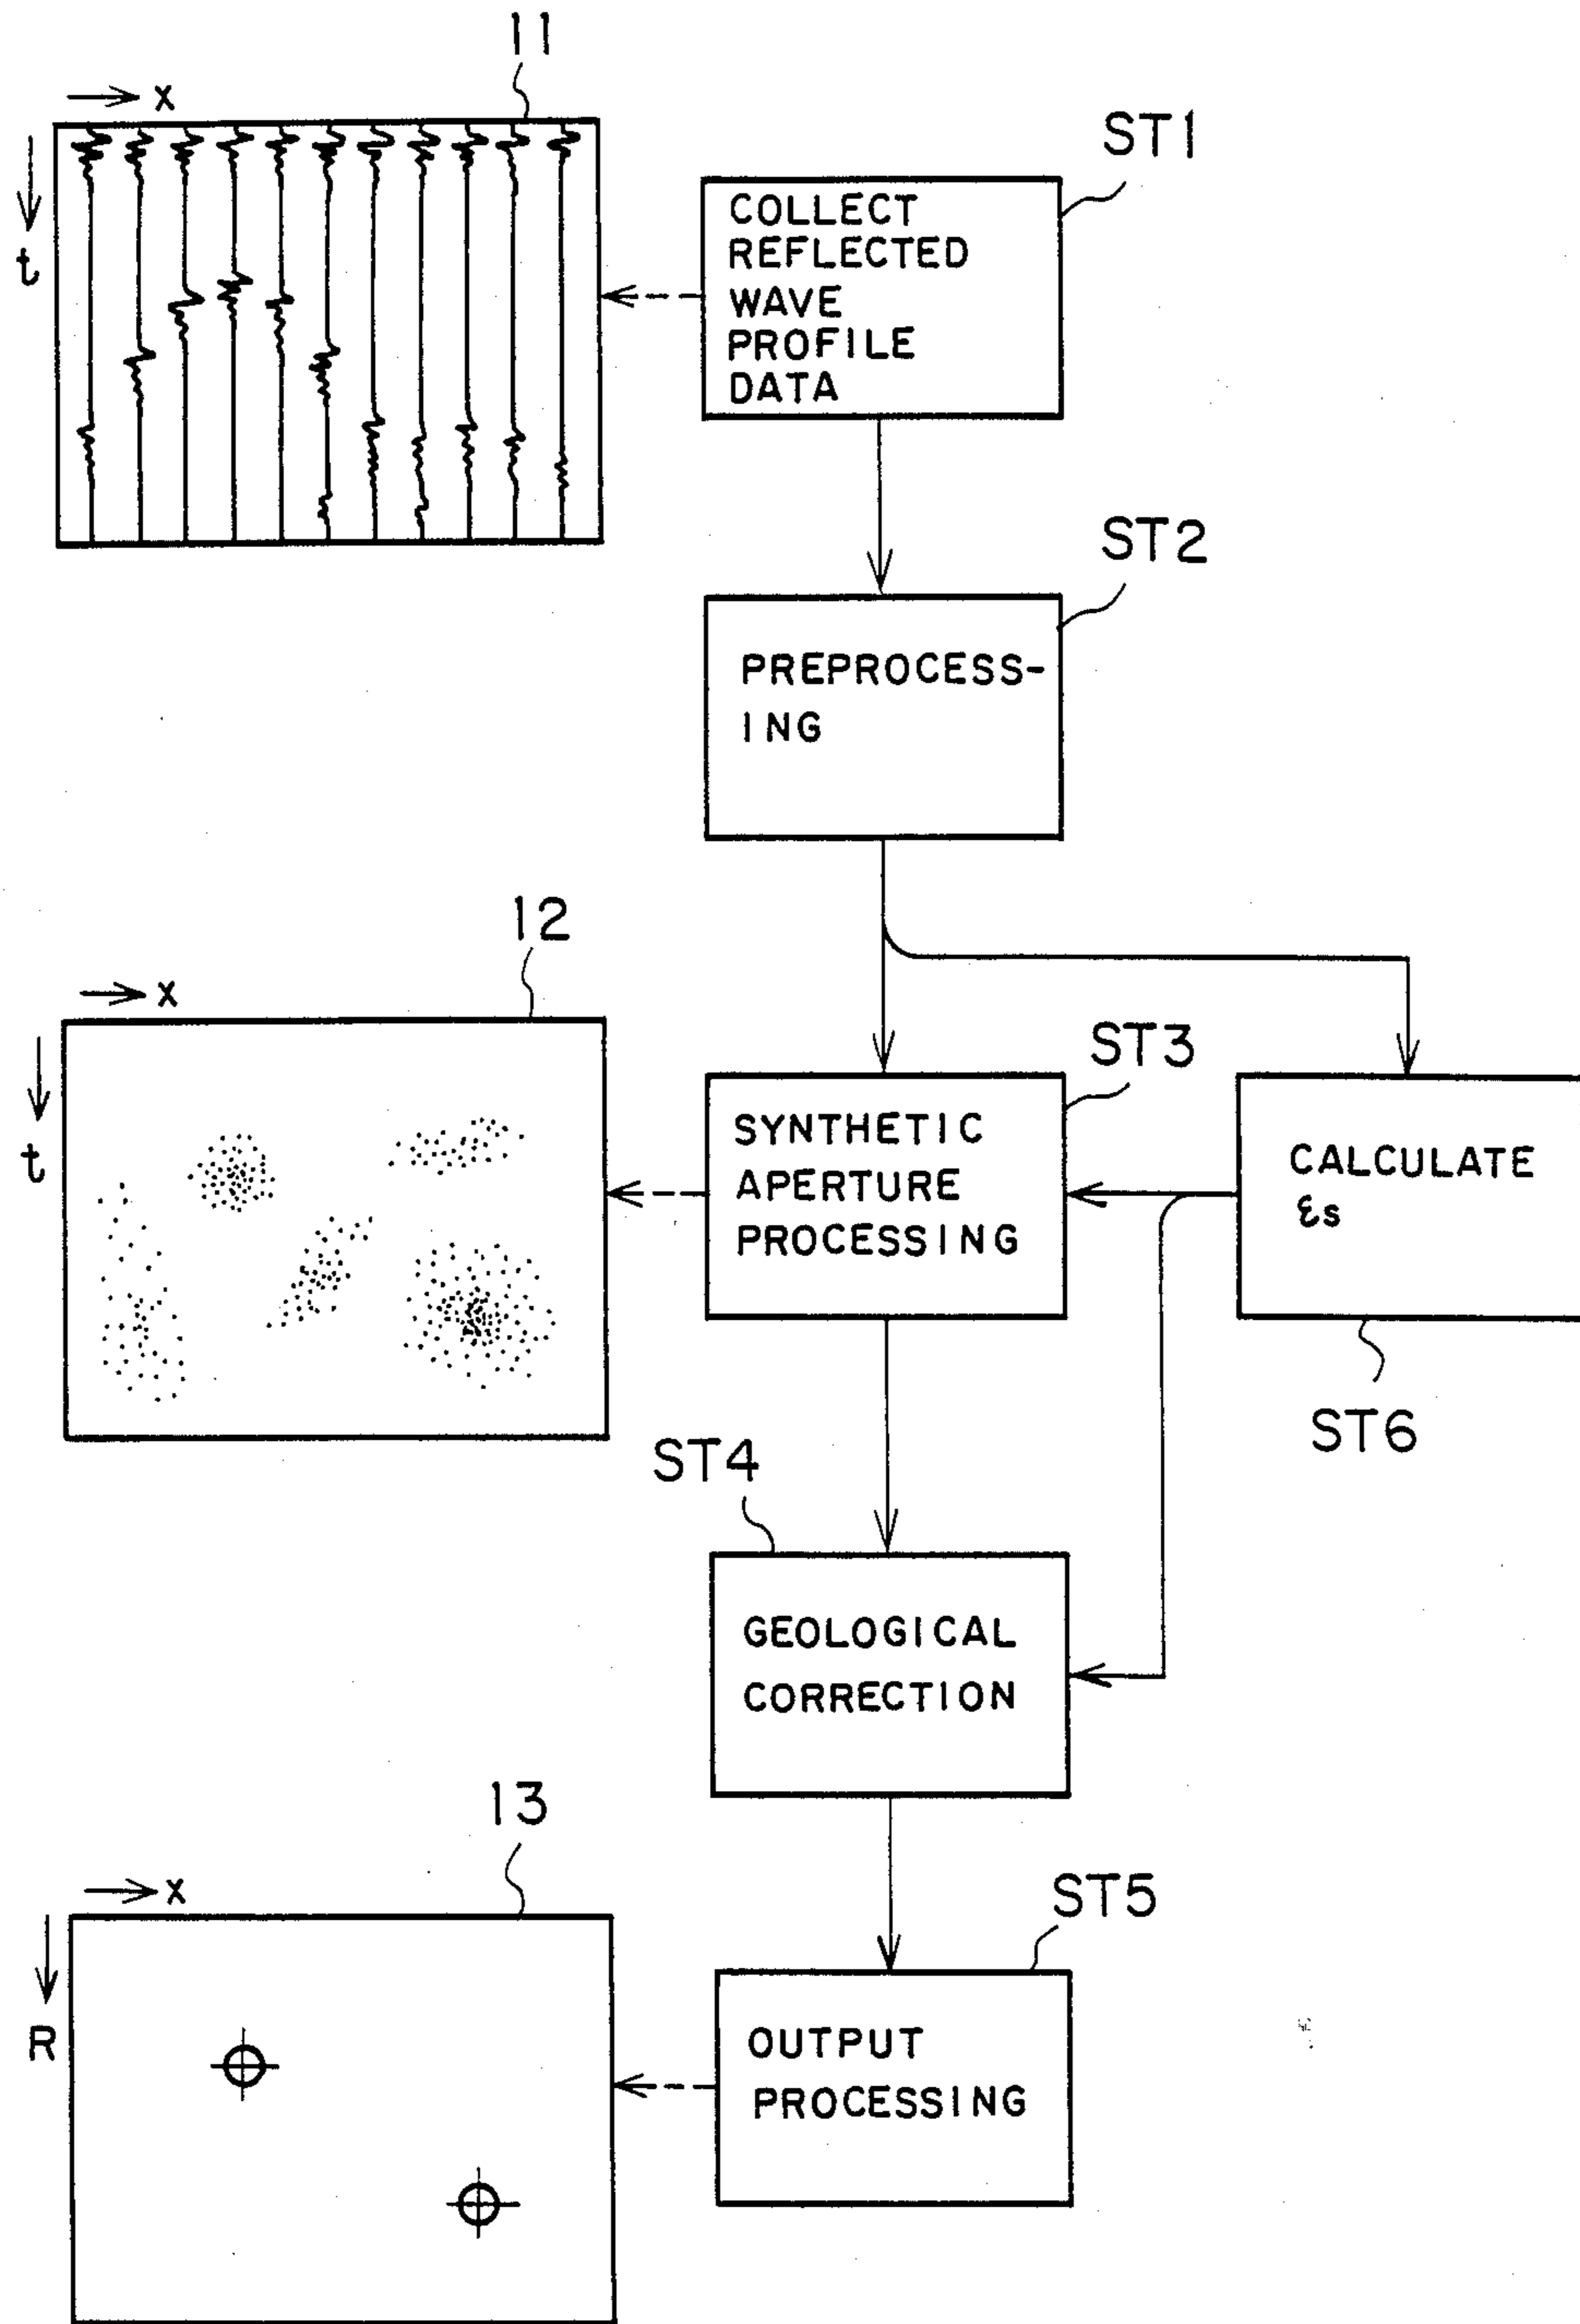 11
→ x
ST1
t
COLLECT
REFLECTED
WAVE
PROFILE
DATA
ST2
PREPROCESS-
ING
12
→ x
ST3
t
SYNTHETIC
APERTURE
PROCESSING
CALCULATE
εs
ST6
ST4
GEOLOGICAL
CORRECTION
13
→ x
ST5
R
OUTPUT
PROCESSING